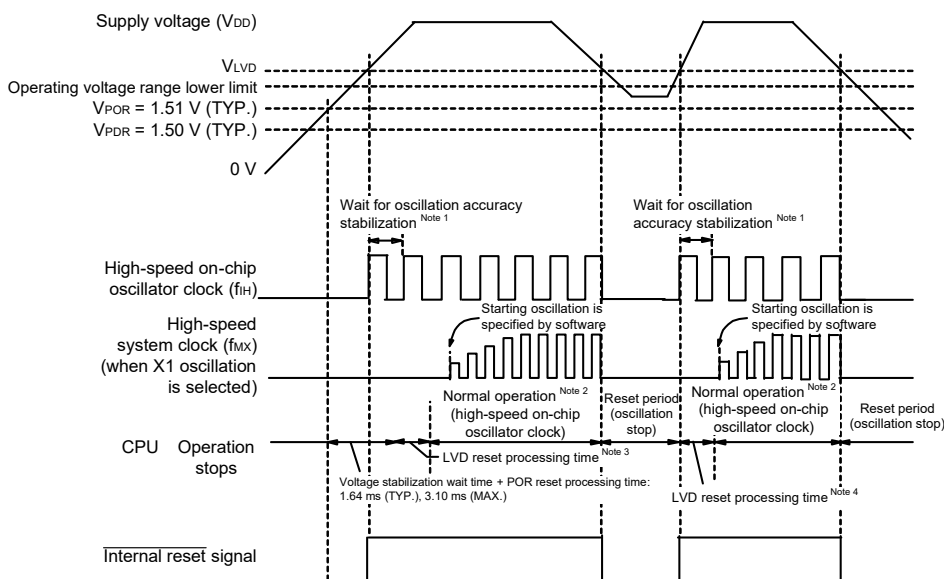 Supply voltage (VDD)
VLVD
Operating voltage range lower limit
VPOR = 1.51 V (TYP.)
VPDR = 1.50 V (TYP.)
0 V
Wait for oscillation accuracy
stabilization Note 1
Wait for oscillation
accuracy stabilization Note 1
High-speed on-chip
oscillator clock (fIH)
Starting oscillation is
specified by software
Starting oscillation is
specified by software
High-speed
system clock (fMX)
(when X1 oscillation
is selected)
Normal operation Note 2
(high-speed on-chip
oscillator clock)
Reset period
(oscillation
stop)
Normal operation Note 2
(high-speed on-chip
oscillator clock)
Reset period
(oscillation stop)
CPU Operation
stops
LVD reset processing time Note 3
Voltage stabilization wait time + POR reset processing time:
1.64 ms (TYP.), 3.10 ms (MAX.)
LVD reset processing time Note 4
Internal reset signal